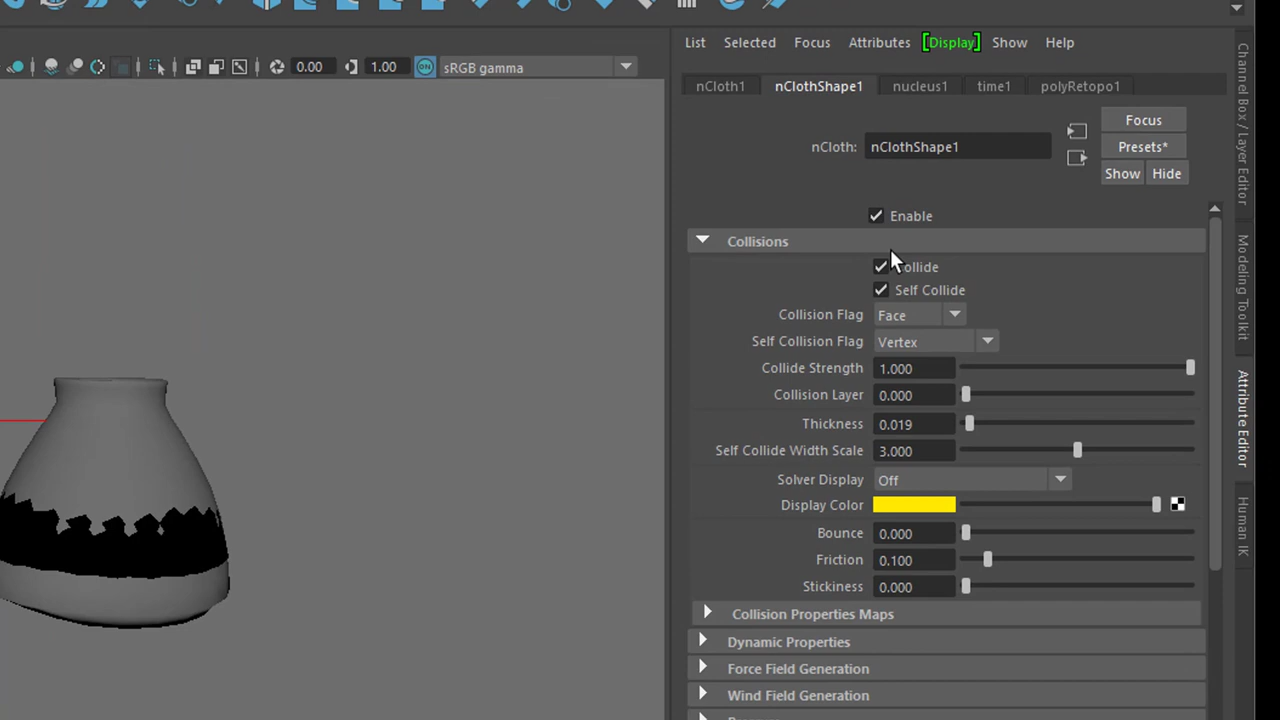 List Selected Focus Attributes [Display] Show Help
0.00 1.00 ON sRGB gamma
nCloth1 nClothShape1 nucleus1 time1 polyRetopo1
Focus
nCloth: nClothShape1 Presets*
Show Hide
Enable
Collisions
Self Collide
Collision Flag Face
Self Collision Flag Vertex
Collide Strength 1.000
Collision Layer 0.000
Thickness 0.019
Self Collide Width Scale 3.000
Solver Display Off
Display Color
Bounce 0.000
Friction 0.100
Stickiness 0.000
Collision Properties Maps
Dynamic Properties
Force Field Generation
Wind Field Generation
Channel Box / Layer Editor
Modeling Toolkit
Attribute Editor
Human IK